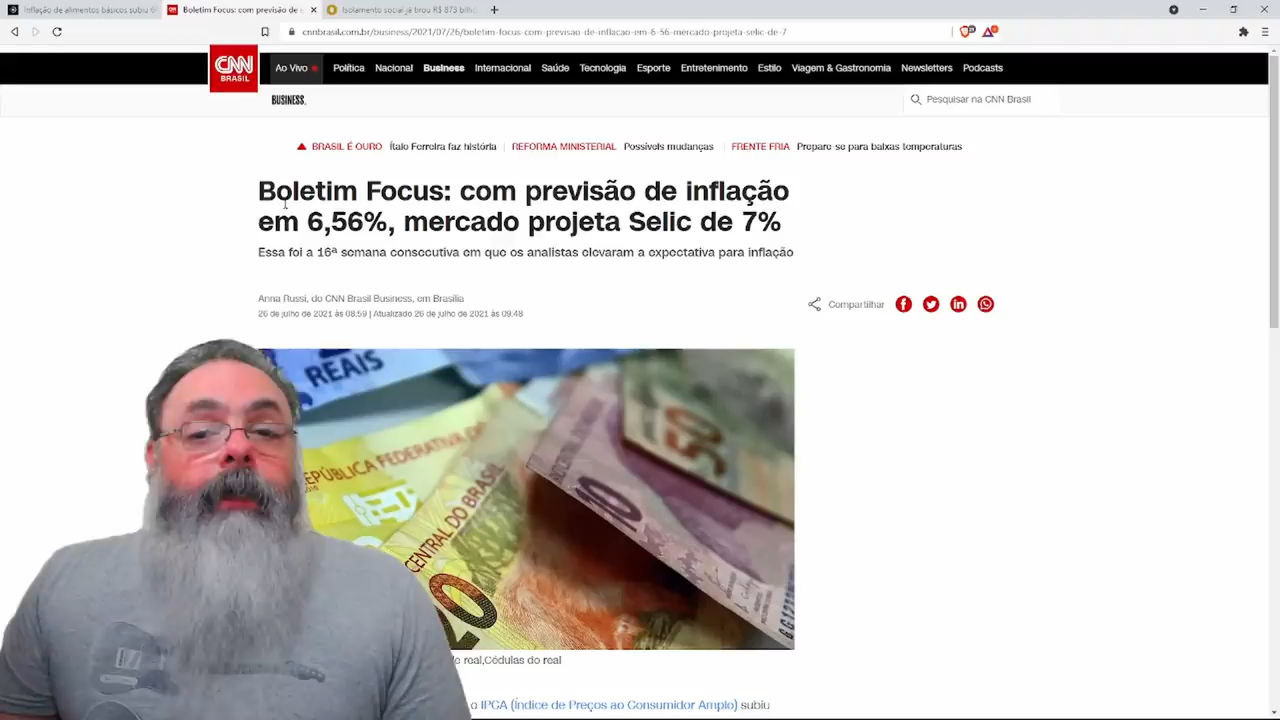 Inflação de alimentos básicos subiu
Boletim Focus: com previsão de
Isolamento social já tirou R$ 873
cnnbrasil.com.br/business/2021/07/26/boletim-focus-com-previsao-de-inflacao-em-6-56-mercado-projeta-selic-de-7
CNN
BRASIL
Ao Vivo
Política
Nacional
Business
Internacional
Saúde
Tecnologia
Esporte
Entretenimento
Estilo
Viagem & Gastronomia
Newsletters
Podcasts
BUSINESS.
Pesquisar na CNN Brasil
BRASIL É OURO Ítalo Ferreira faz história | REFORMA MINISTERIAL Possíveis mudanças | FRENTE FRIA Prepare-se para baixas temperaturas
Boletim Focus: com previsão de inflação
em 6,56%, mercado projeta Selic de 7%
Essa foi a 16ª semana consecutiva em que os analistas elevaram a expectativa para inflação
Anna Russi, do CNN Brasil Business, em Brasília
26 de julho de 2021 às 08:59 | Atualizado 26 de julho de 2021 às 09:48
Compartilhar
REAIS
REPÚBLICA FEDERATIVA
CENTRAL DO BRASIL
20
10
50
real,Cédulas do real
o IPCA (Índice de Preços ao Consumidor Amplo) subiu